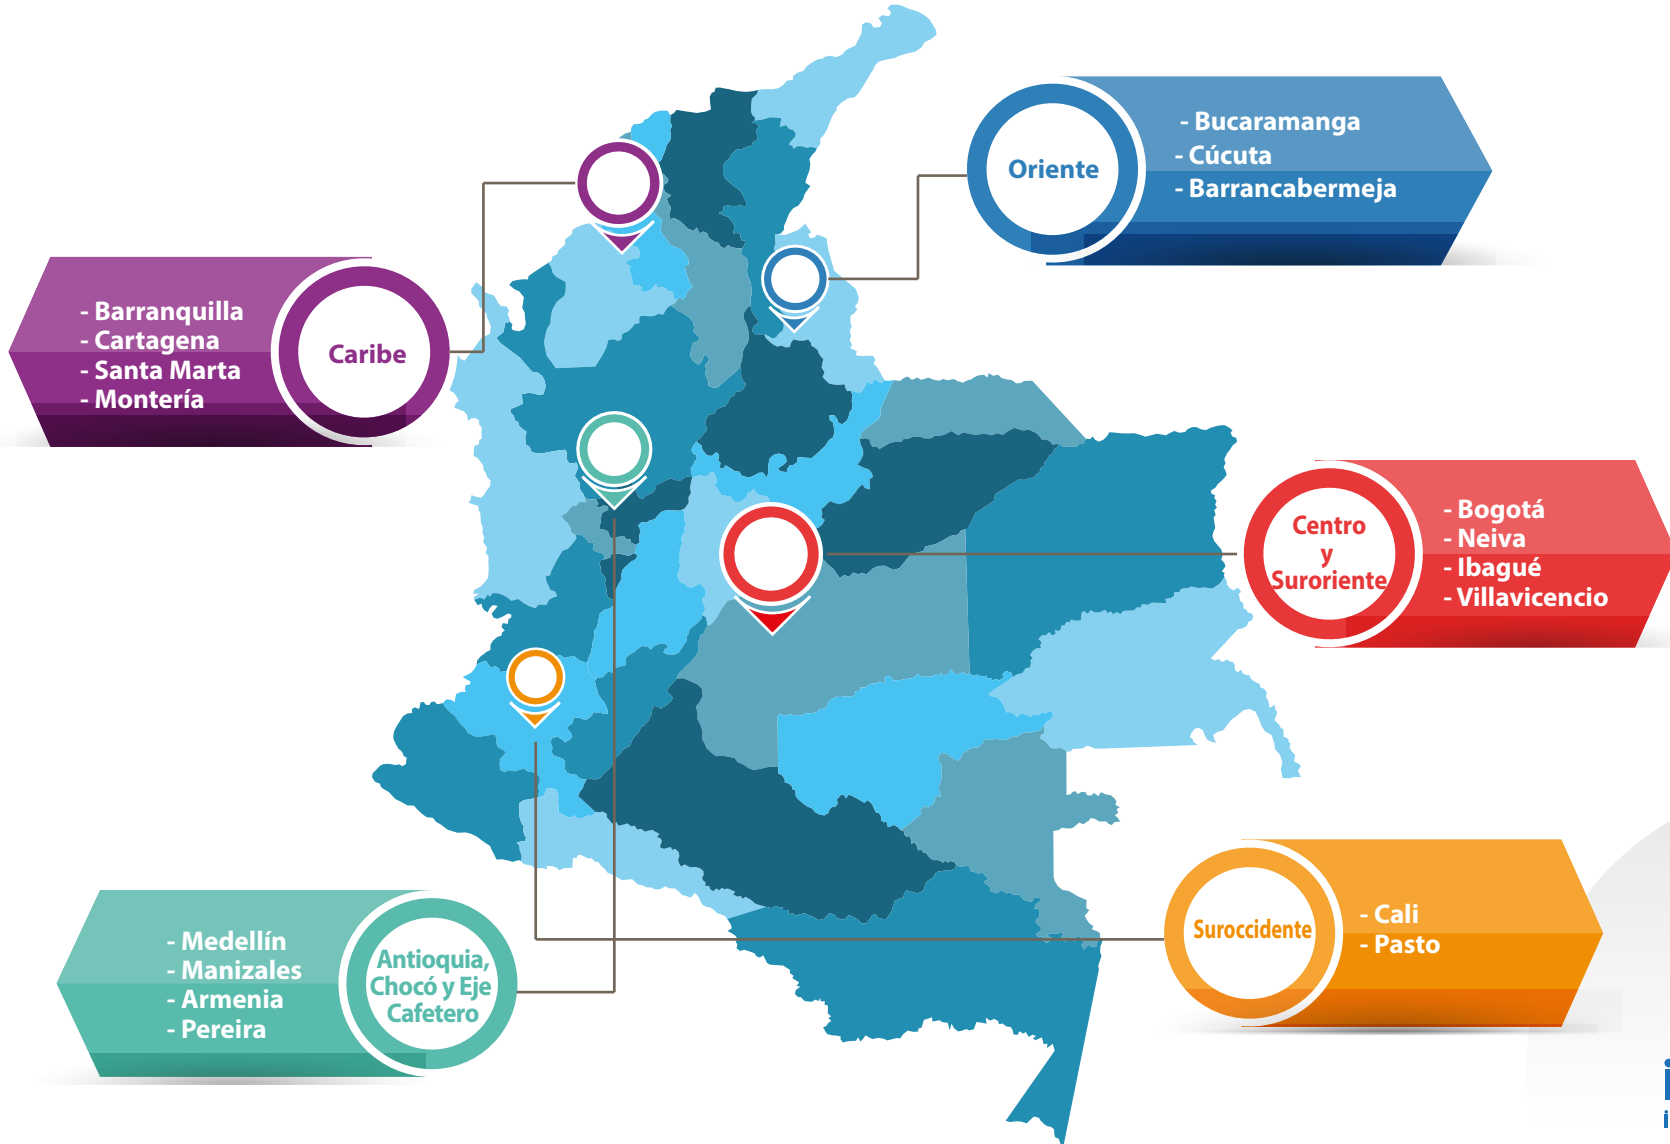 - Bucaramanga
- Cúcuta
- Barrancabermeja
Oriente
- Barranquilla
- Cartagena
- Santa Marta
- Montería
Caribe
Centro
y
Suroriente
- Bogotá
- Neiva
- Ibagué
- Villavicencio
Suroccidente
- Cali
- Pasto
- Medellín
- Manizales
- Armenia
- Pereira
Antioquia,
Chocó y Eje
Cafetero